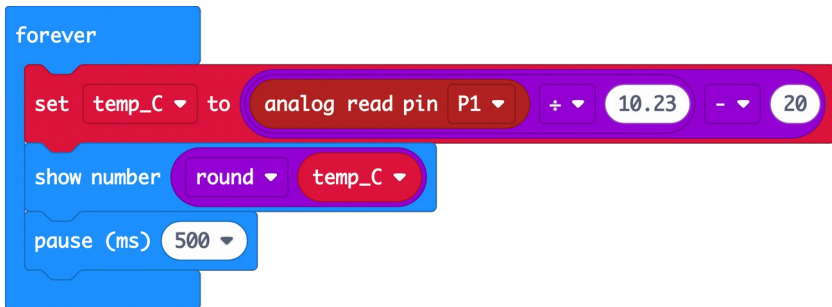 forever
set temp_C to analog read pin P1 ÷ 10.23 - 20
show number round temp_C
pause (ms) 500